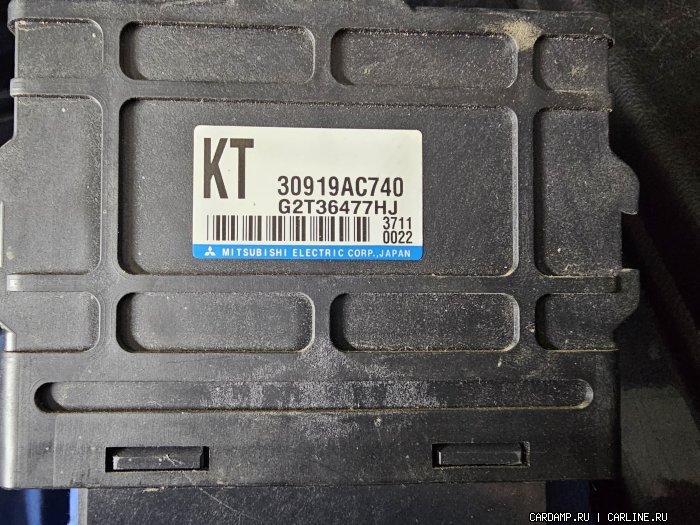 KT
30919AC740
G2T36477HJ
3711
0022
MITSUBISHI ELECTRIC CORP.,JAPAN
CARDAMP.RU | CARLINE.RU